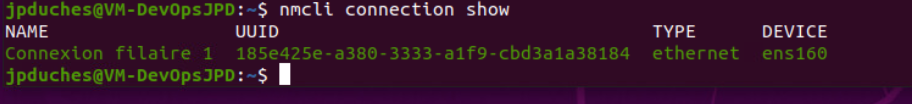 jpduches@VM-DevOpsJPD:~$ nmcli connection show
NAME UUID TYPE DEVICE
Connexion filaire 1 185e425e-a380-3333-a1f9-cbd3a1a38184 ethernet ens160
jpduches@VM-DevOpsJPD:~$